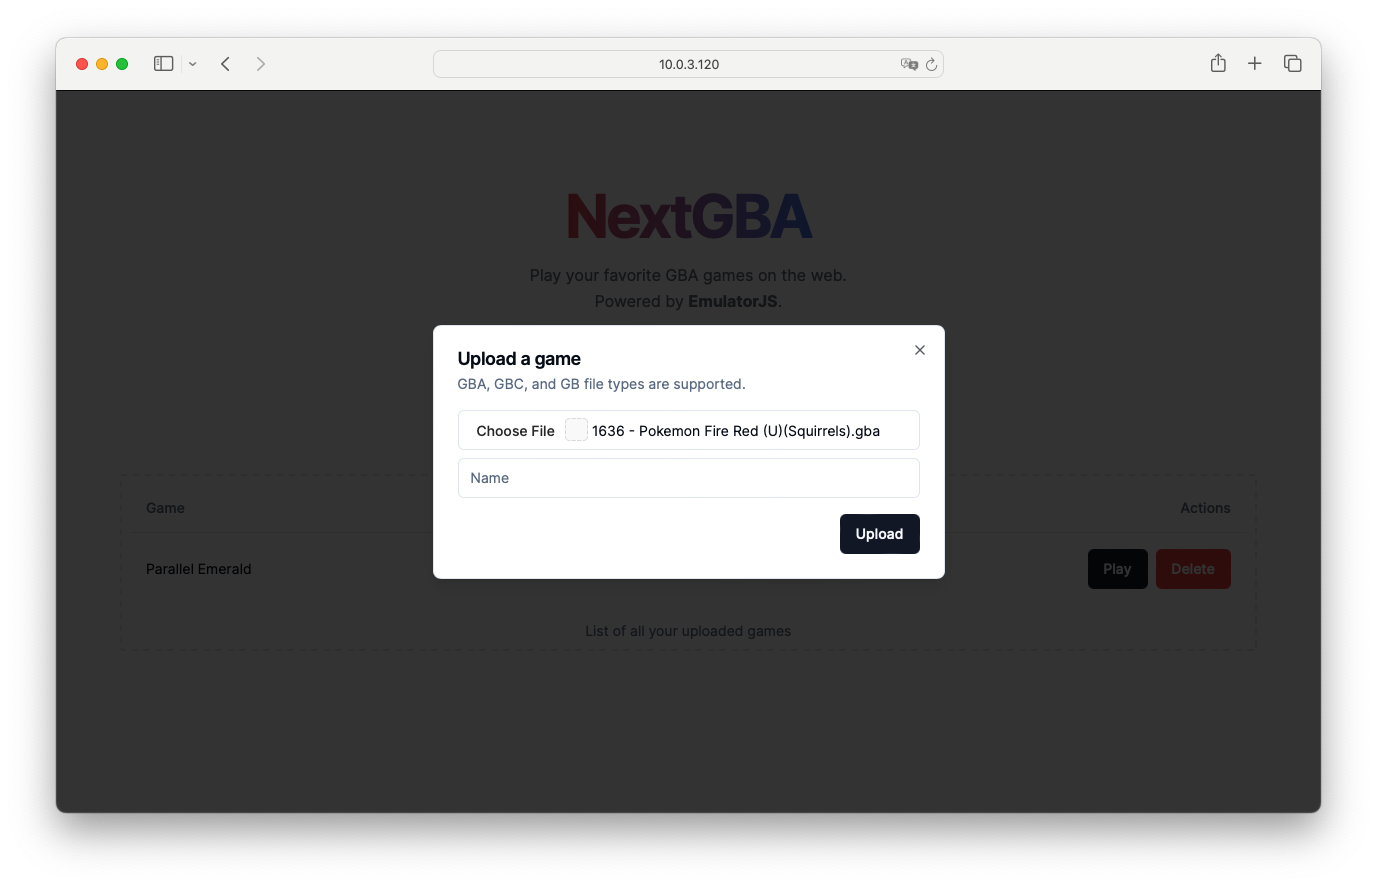 10.0.3.120
NextGBA
Play your favorite GBA games on the web.
Powered by EmulatorJS.
Upload a game
GBA, GBC, and GB file types are supported.
Choose File 1636 - Pokemon Fire Red (U)(Squirrels).gba
Name
Upload
Game Actions
Parallel Emerald Play Delete
List of all your uploaded games